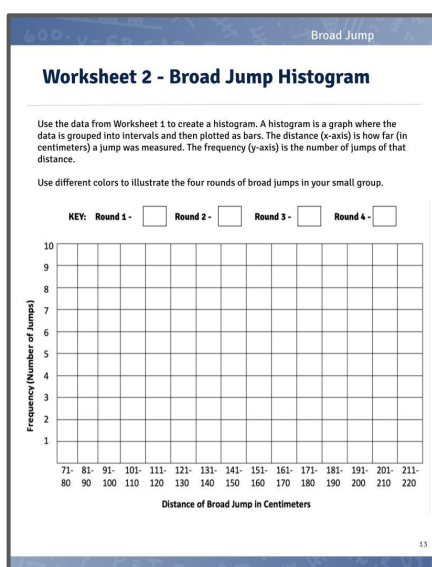 Broad Jump
Worksheet 2 - Broad Jump Histogram
Use the data from Worksheet 1 to create a histogram. A histogram is a graph where the
data is grouped into intervals and then plotted as bars. The distance (x-axis) is how far (in
centimeters) a jump was measured. The frequency (y-axis) is the number of jumps of that
distance.
Use different colors to illustrate the four rounds of broad jumps in your small group.
KEY: Round 1 - Round 2 - Round 3 - Round 4 -
Frequency (Number of Jumps)
10
9
8
7
6
5
4
3
2
1
71- 81- 91- 101- 111- 121- 131- 141- 151- 161- 171- 181- 191- 201- 211-
80 90 100 110 120 130 140 150 160 170 180 190 200 210 220
Distance of Broad Jump in Centimeters
13